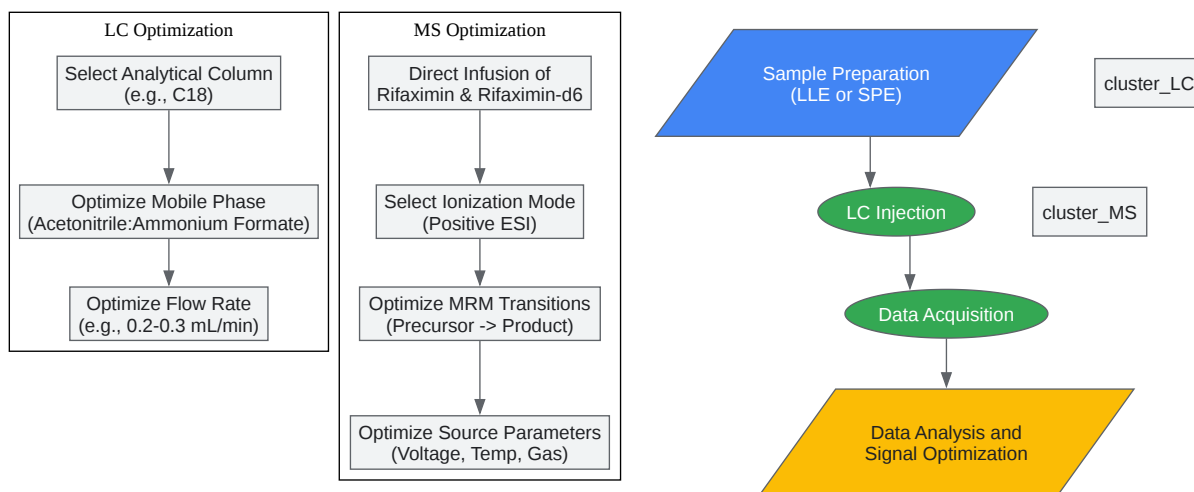 LC Optimization
Select Analytical Column
(e.g., C18)
Optimize Mobile Phase
(Acetonitrile:Ammonium Formate)
Optimize Flow Rate
(e.g., 0.2-0.3 mL/min)
MS Optimization
Direct Infusion of
Rifaximin & Rifaximin-d6
Select Ionization Mode
(Positive ESI)
Optimize MRM Transitions
(Precursor -> Product)
Optimize Source Parameters
(Voltage, Temp, Gas)
Sample Preparation
(LLE or SPE)
LC Injection
Data Acquisition
Data Analysis and
Signal Optimization
cluster_LC
cluster_MS